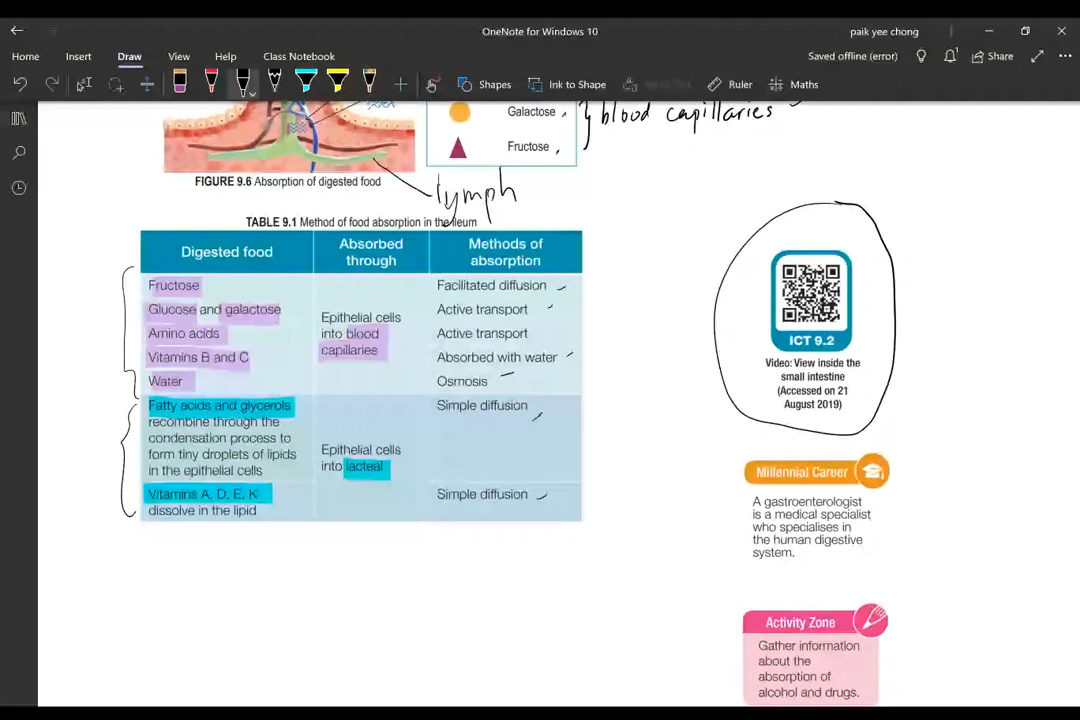 OneNote for Windows 10
paik yee chong
Home
Insert
Draw
View
Help
Class Notebook
Saved offline (error)
Share
Shapes
Ink to Shape
Ruler
Maths
Galactose
Fructose
blood capillaries
FIGURE 9.6 Absorption of digested food
lymph
TABLE 9.1 Method of food absorption in the ileum
Digested food
Absorbed through
Methods of absorption
Fructose
Facilitated diffusion
Glucose and galactose
Active transport
Amino acids
Active transport
Vitamins B and C
Absorbed with water
Water
Osmosis
Epithelial cells
into blood
capillaries
Fatty acids and glycerols
recombine through the
condensation process to
form tiny droplets of lipids
in the epithelial cells
Simple diffusion
Epithelial cells
into lacteal
Vitamins A, D, E, K
dissolve in the lipid
Simple diffusion
ICT 9.2
Video: View inside the
small intestine
(Accessed on 21
August 2019)
Millennial Career
A gastroenterologist
is a medical specialist
who specialises in
the human digestive
system.
Activity Zone
Gather information
about the
absorption of
alcohol and drugs.